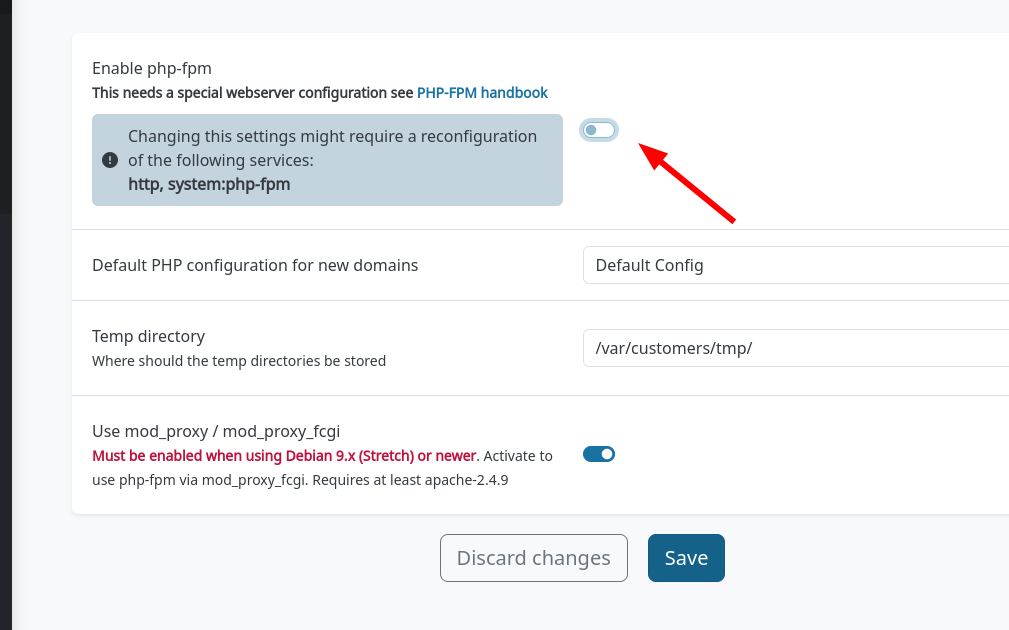 Enable php-fpm
This needs a special webserver configuration see PHP-FPM handbook
Changing this settings might require a reconfiguration
of the following services:
http, system:php-fpm
Default PHP configuration for new domains
Default Config
Temp directory
Where should the temp directories be stored
/var/customers/tmp/
Use mod_proxy / mod_proxy_fcgi
Must be enabled when using Debian 9.x (Stretch) or newer. Activate to
use php-fpm via mod_proxy_fcgi. Requires at least apache-2.4.9
Discard changes
Save